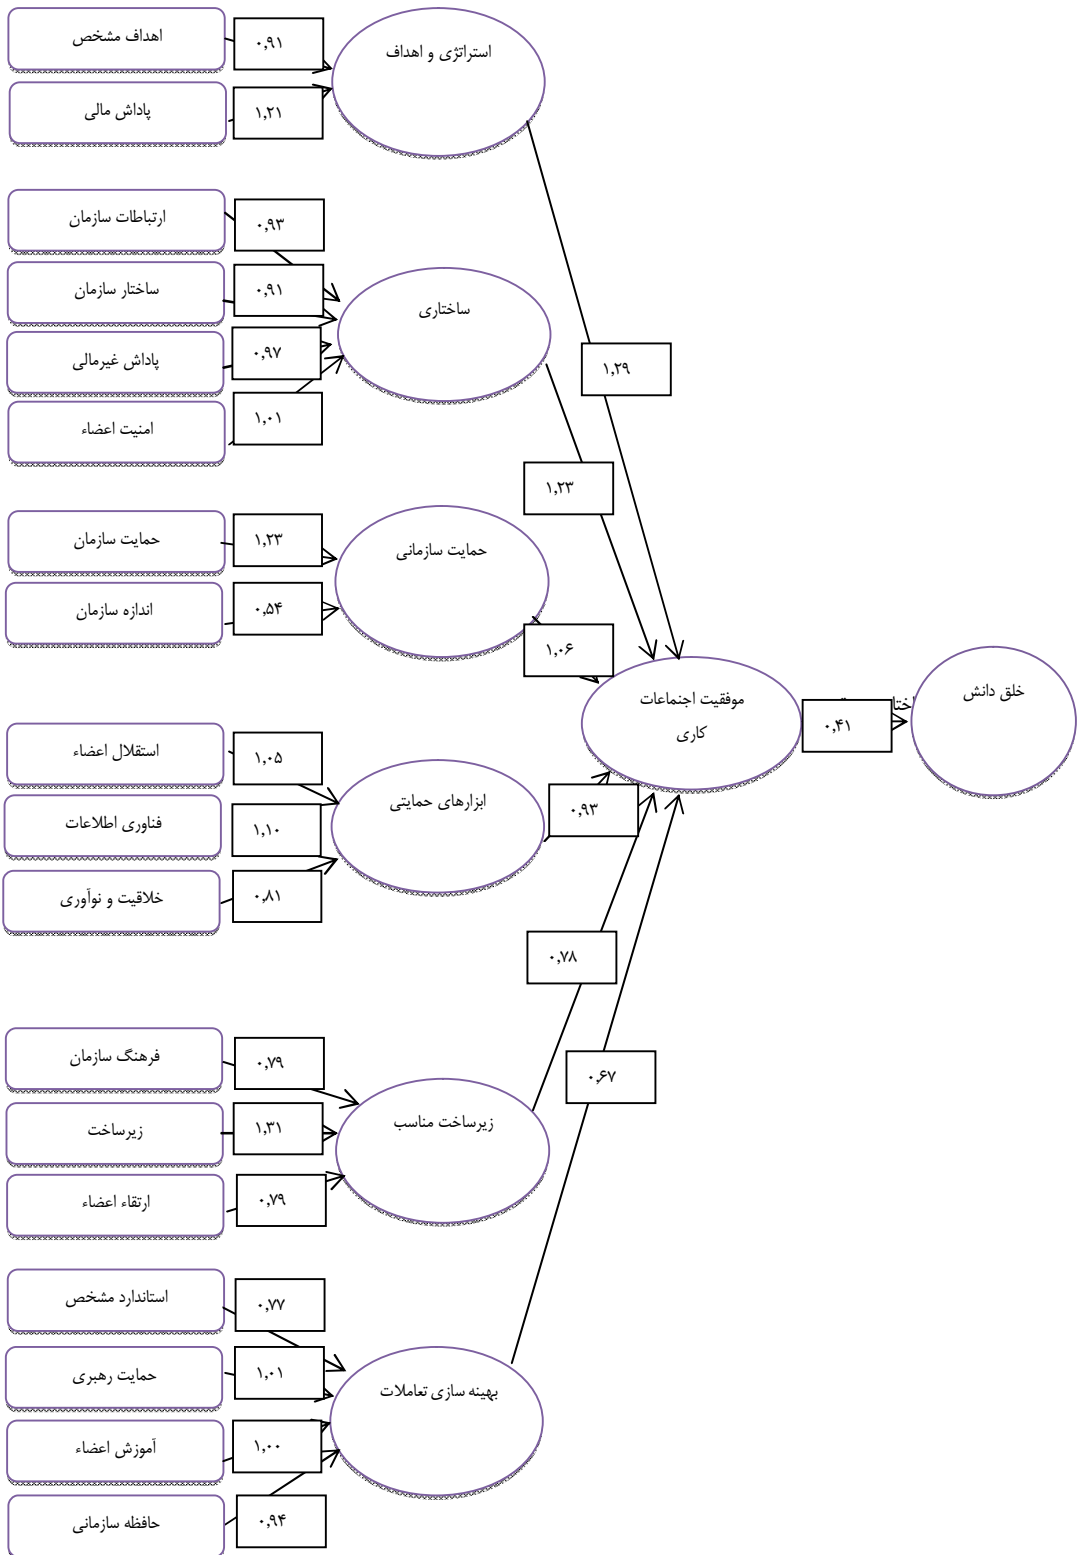 اهداف مشخص
۰,۹۱
استراتژی و اهداف
پاداش مالی
۱,۲۱
ارتباطات سازمان
۰,۹۳
ساختار سازمان
۰,۹۱
ساختاری
پاداش غیرمالی
۰,۹۷
امنیت اعضاء
۱,۰۱
۱,۲۹
۱,۲۳
حمایت سازمان
۱,۲۳
حمایت سازمانی
اندازه سازمان
۰,۵۴
۱,۰۶
موفقیت اجتماعات
کاری
۰,۴۱
خلق دانش
استقلال اعضاء
۱,۰۵
ابزارهای حمایتی
فناوری اطلاعات
۱,۱۰
۰,۹۳
خلاقیت و نوآوری
۰,۸۱
۰,۷۸
فرهنگ سازمان
۰,۷۹
۰,۶۷
زیرساخت
۱,۳۱
زیرساخت مناسب
ارتقاء اعضاء
۰,۷۹
استاندارد مشخص
۰,۷۷
حمایت رهبری
۱,۰۱
بهینه سازی تعاملات
آموزش اعضاء
۱,۰۰
حافظه سازمانی
۰,۹۴